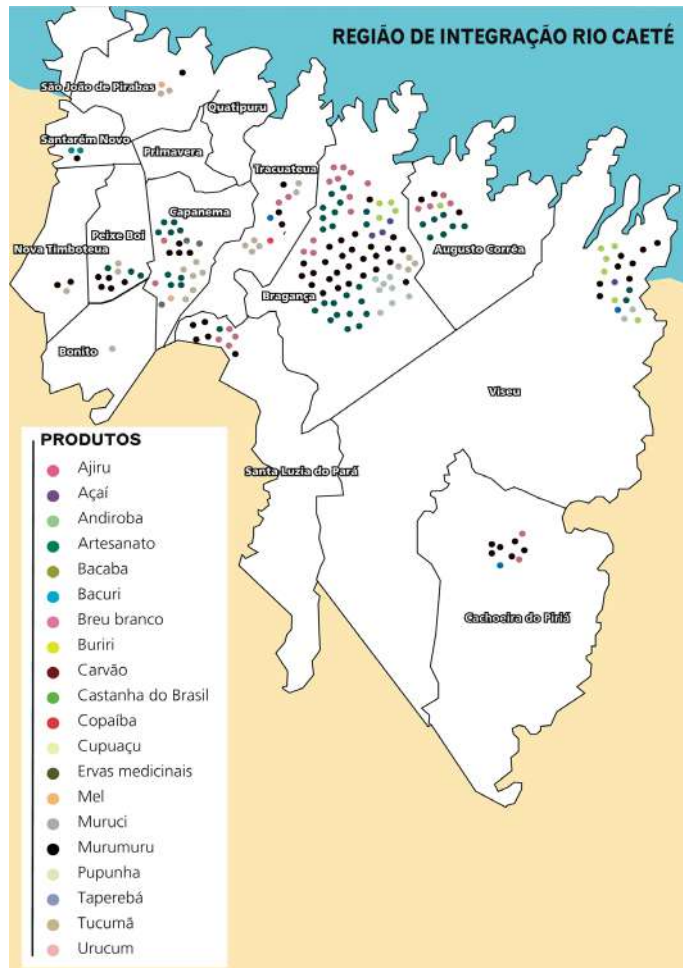 REGIÃO DE INTEGRAÇÃO RIO CAETÉ
São João de Pirabas
Quatipuru
Santarém Novo
Primavera
Tracuateua
Capanema
Peixe Boi
Nova Timboteua
Augusto Corrêa
Bragança
Bonito
Viseu
Santa Luzia do Pará
Cachoeira do Piriá
PRODUTOS
Ajiru
Açaí
Andiroba
Artesanato
Bacaba
Bacuri
Breu branco
Buriri
Carvão
Castanha do Brasil
Copaíba
Cupuaçu
Ervas medicinais
Mel
Muruci
Murumuru
Pupunha
Taperebá
Tucumã
Urucum